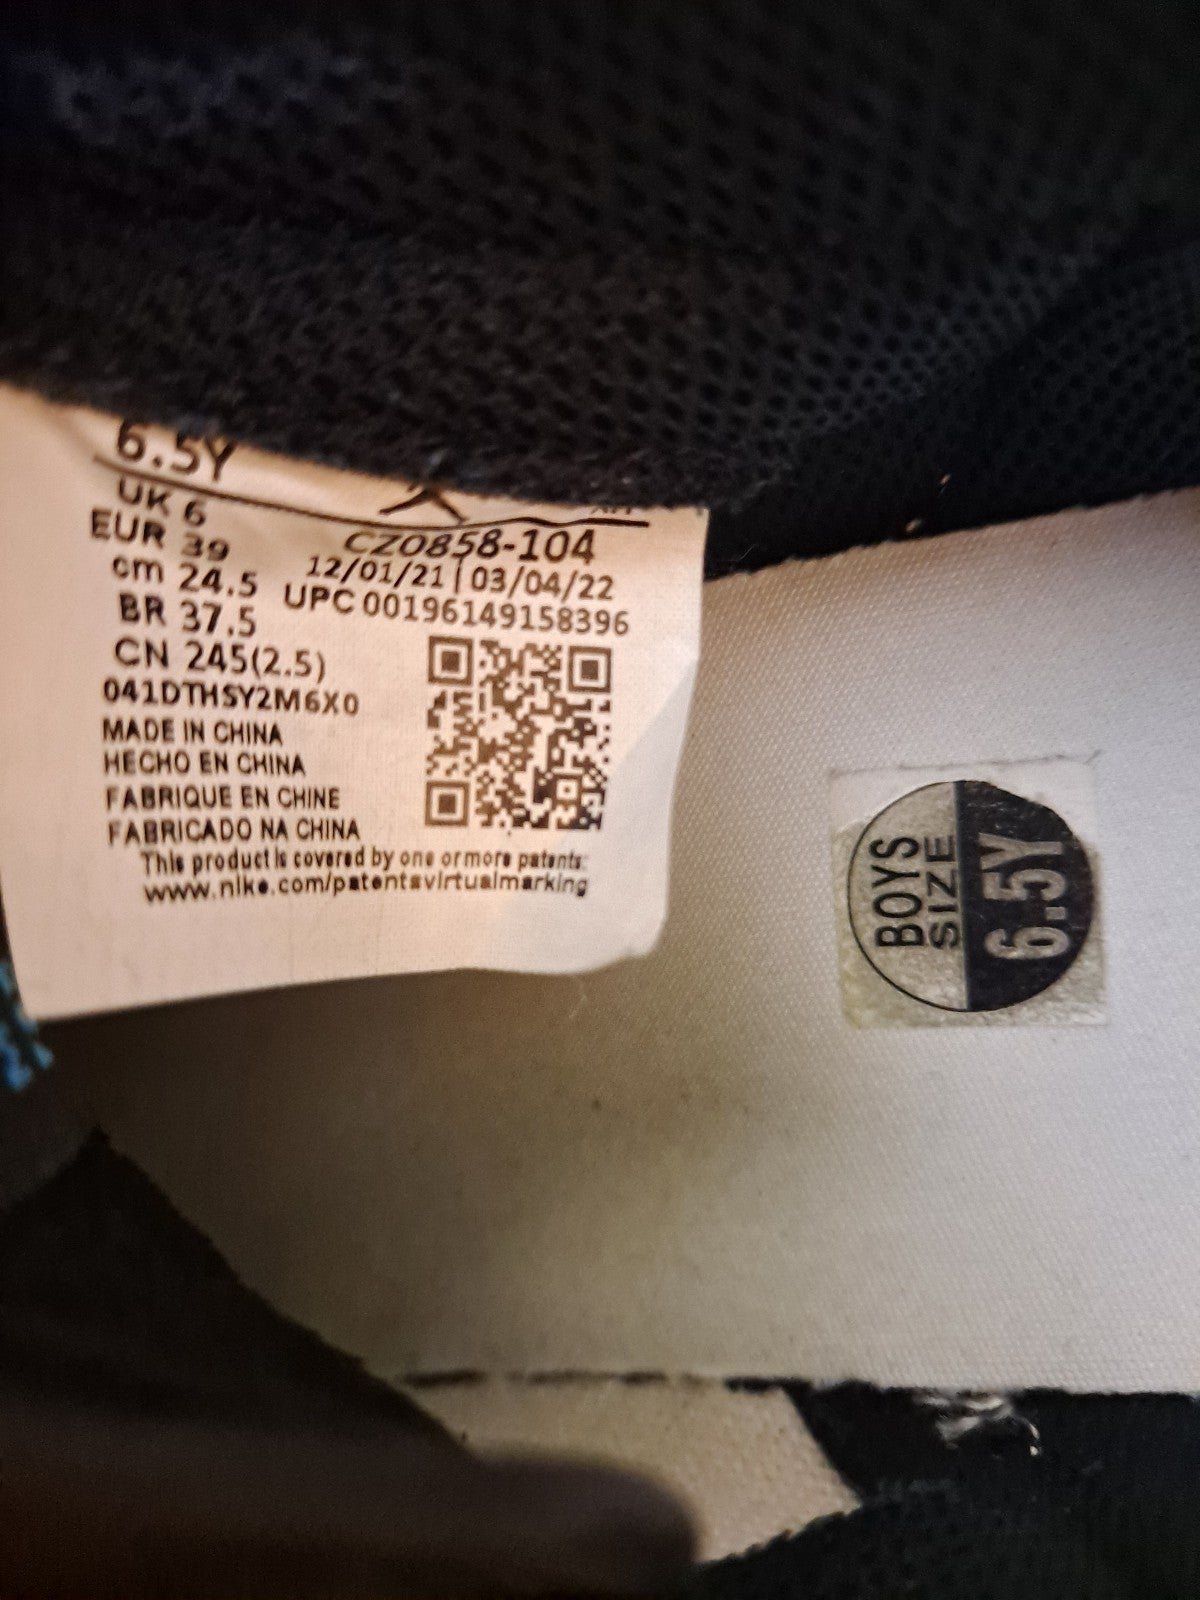 6.5Y
UK 6
EUR 39
cm 24.5
BR 37.5
CN 245(2.5)
CZ0858-104
12/01/21 | 03/04/22
UPC 00196149158396
041DTHSY2M6X0
MADE IN CHINA
HECHO EN CHINA
FABRIQUE EN CHINE
FABRICADO NA CHINA
This product is covered by one or more patents:
www.nike.com/patentsvirtualmarking
BOYS
SIZE
6.5Y